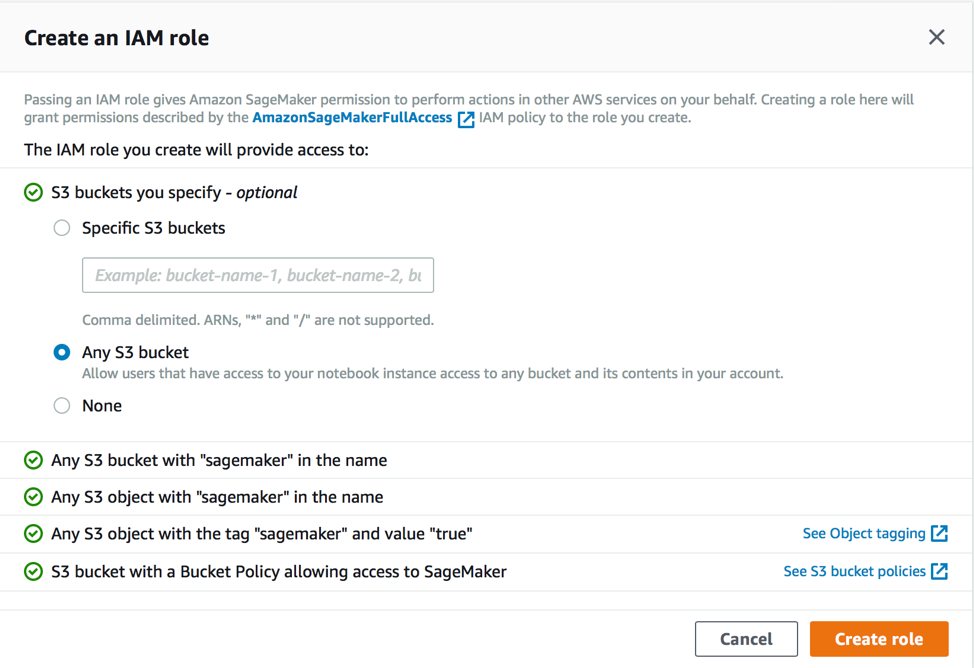 Create an IAM role
Passing an IAM role gives Amazon SageMaker permission to perform actions in other AWS services on your behalf. Creating a role here will
grant permissions described by the AmazonSageMakerFullAccess IAM policy to the role you create.
The IAM role you create will provide access to:
S3 buckets you specify - optional
Specific S3 buckets
Example: bucket-name-1, bucket-name-2, bu
Comma delimited. ARNs, "*" and "/" are not supported.
Any S3 bucket
Allow users that have access to your notebook instance access to any bucket and its contents in your account.
None
Any S3 bucket with "sagemaker" in the name
Any S3 object with "sagemaker" in the name
Any S3 object with the tag "sagemaker" and value "true" See Object tagging
S3 bucket with a Bucket Policy allowing access to SageMaker See S3 bucket policies
Cancel Create role